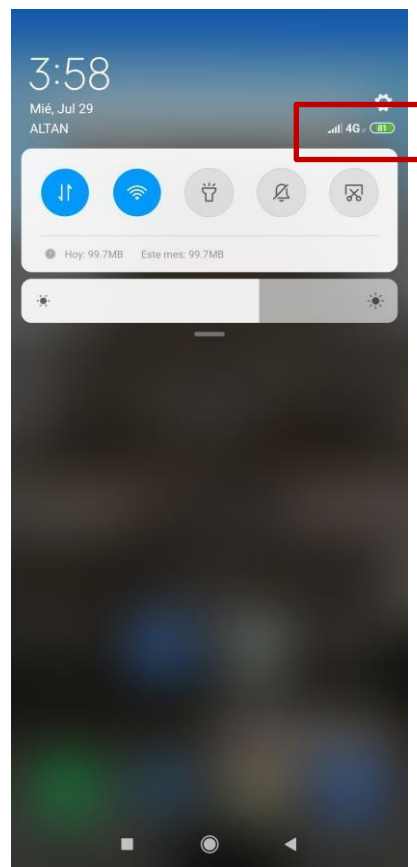 3:58
Mié, Jul 29
ALTAN
4G
81
Hoy: 99.7MB Este mes: 99.7MB